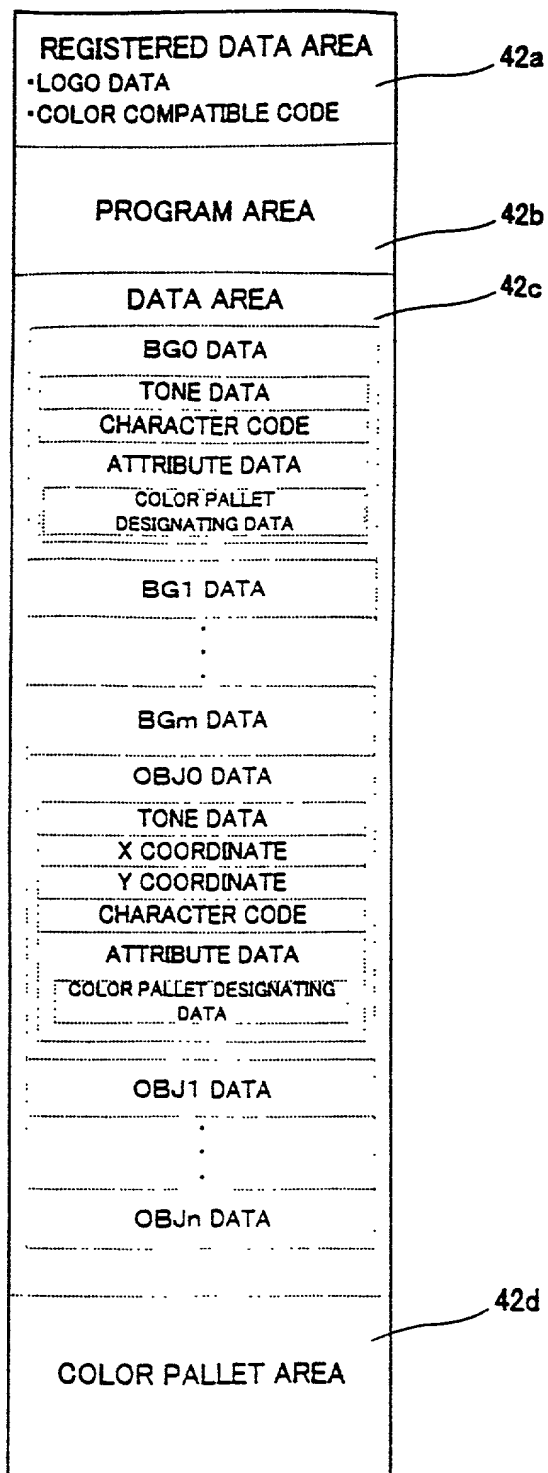 REGISTERED DATA AREA
·LOGO DATA
·COLOR COMPATIBLE CODE
42a
PROGRAM AREA
42b
42c
DATA AREA
BG0 DATA
TONE DATA
CHARACTER CODE
ATTRIBUTE DATA
COLOR PALLET
DESIGNATING DATA
BG1 DATA
BGm DATA
OBJ0 DATA
TONE DATA
X COORDINATE
Y COORDINATE
CHARACTER CODE
ATTRIBUTE DATA
COLOR PALLET DESIGNATING
DATA
OBJ1 DATA
OBJn DATA
42d
COLOR PALLET AREA